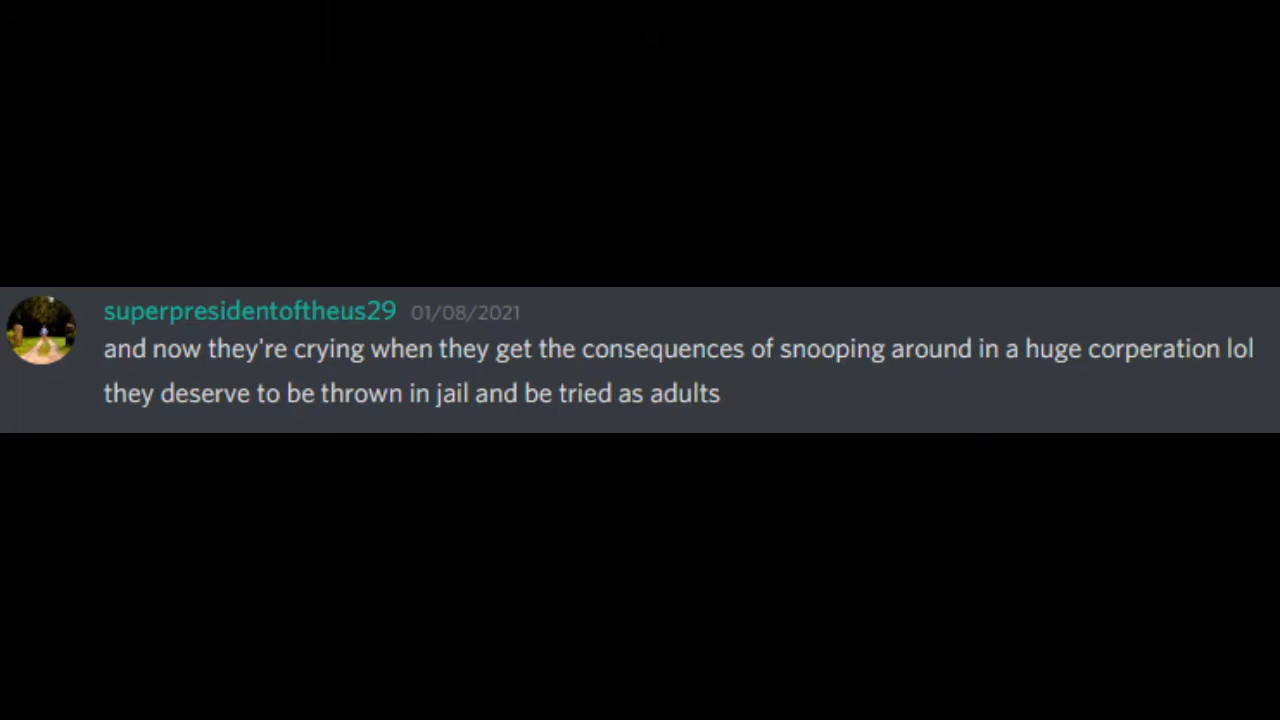 superpresidentoftheus29 01/08/2021
and now they're crying when they get the consequences of snooping around in a huge corperation lol
they deserve to be thrown in jail and be tried as adults